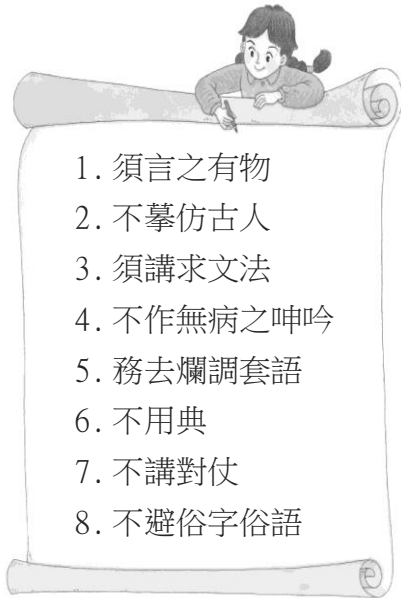 1. 須言之有物
2. 不摹仿古人
3. 須講求文法
4. 不作無病之呻吟
5. 務去爛調套語
6. 不用典
7. 不講對仗
8. 不避俗字俗語